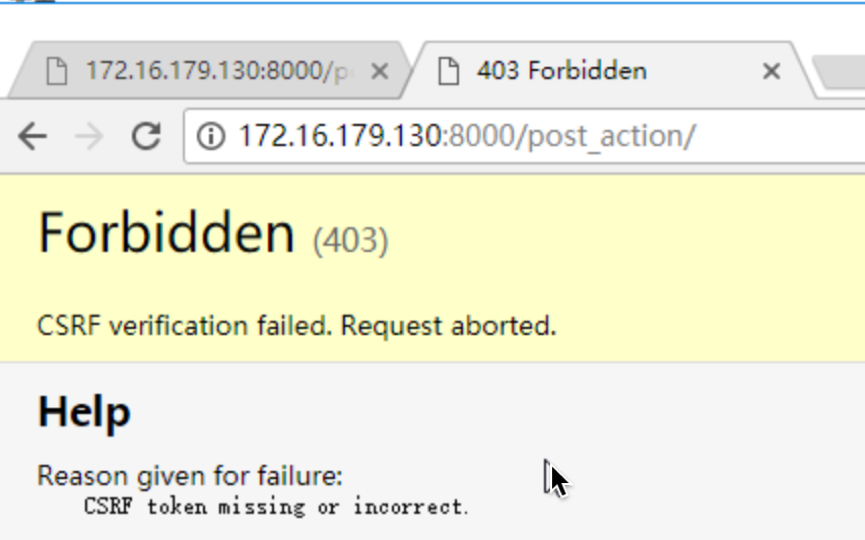 172.16.179.130:8000/p
403 Forbidden
172.16.179.130:8000/post_action/
Forbidden (403)
CSRF verification failed. Request aborted.
Help
Reason given for failure:
CSRF token missing or incorrect.